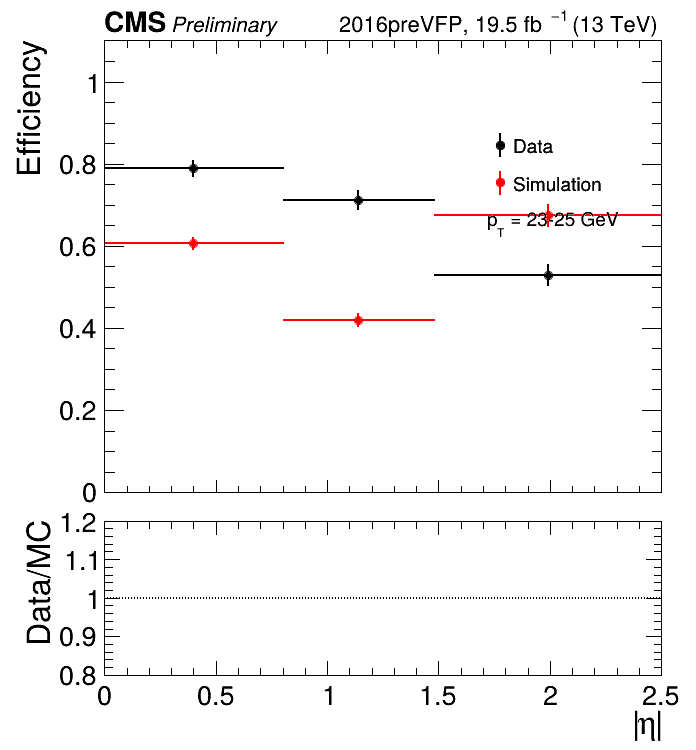 CMS Preliminary 2016preVFP, 19.5 fb⁻¹ (13 TeV)
Efficiency
1
0.8
0.6
0.4
0.2
0
Data
Simulation
p_T = 23-25 GeV
Data/MC
1.2
1.1
1
0.9
0.8
0 0.5 1 1.5 2 2.5
|η|